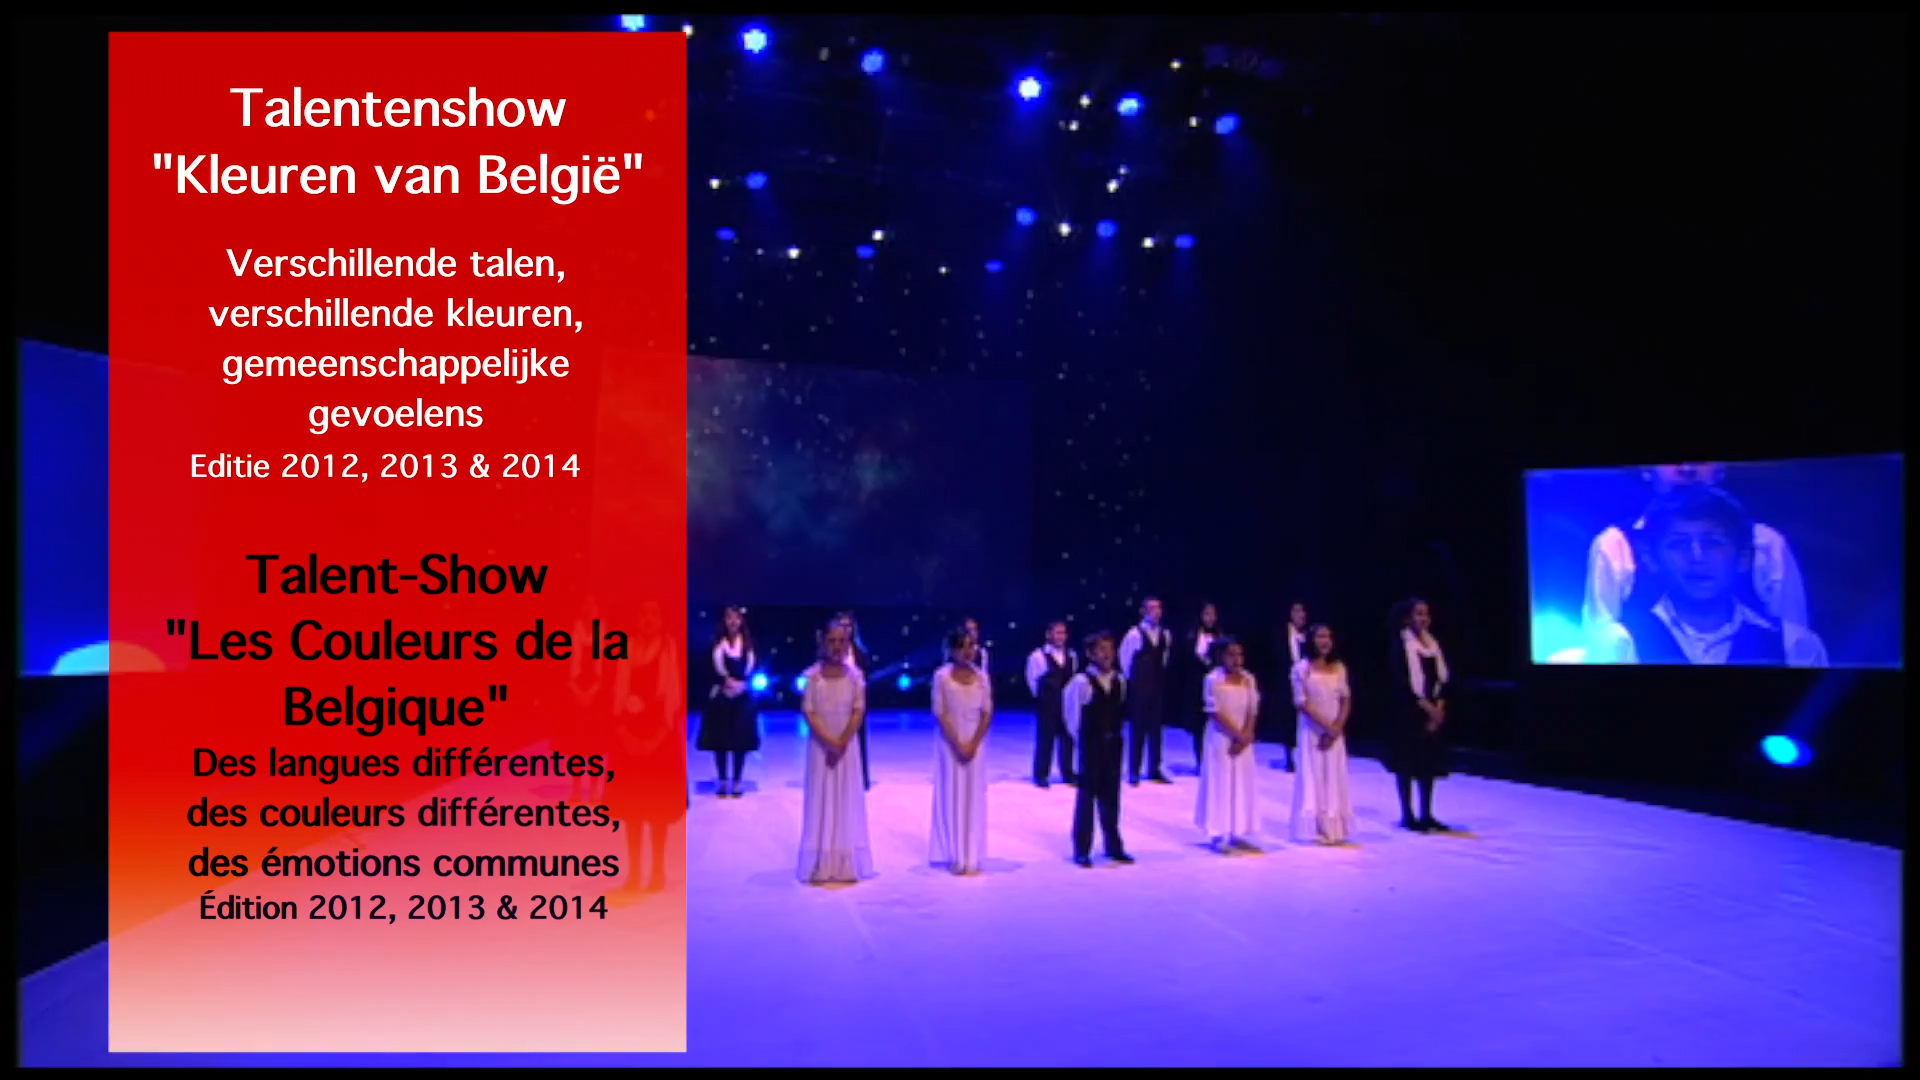 Talentenshow
"Kleuren van België"
Verschillende talen,
verschillende kleuren,
gemeenschappelijke
gevoelens
Editie 2012, 2013 & 2014
Talent-Show
"Les Couleurs de la
Belgique"
Des langues différentes,
des couleurs différentes,
des émotions communes
Édition 2012, 2013 & 2014